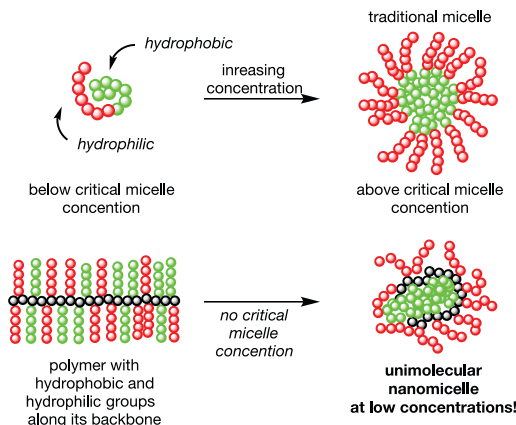 hydrophobic
hydrophilic
below critical micelle
concention
inreasing
concentration
traditional micelle
above critical micelle
concention
polymer with
hydrophobic and
hydrophilic groups
along its backbone
no critical
micelle
concention
unimolecular
nanomicelle
at low concentrations!